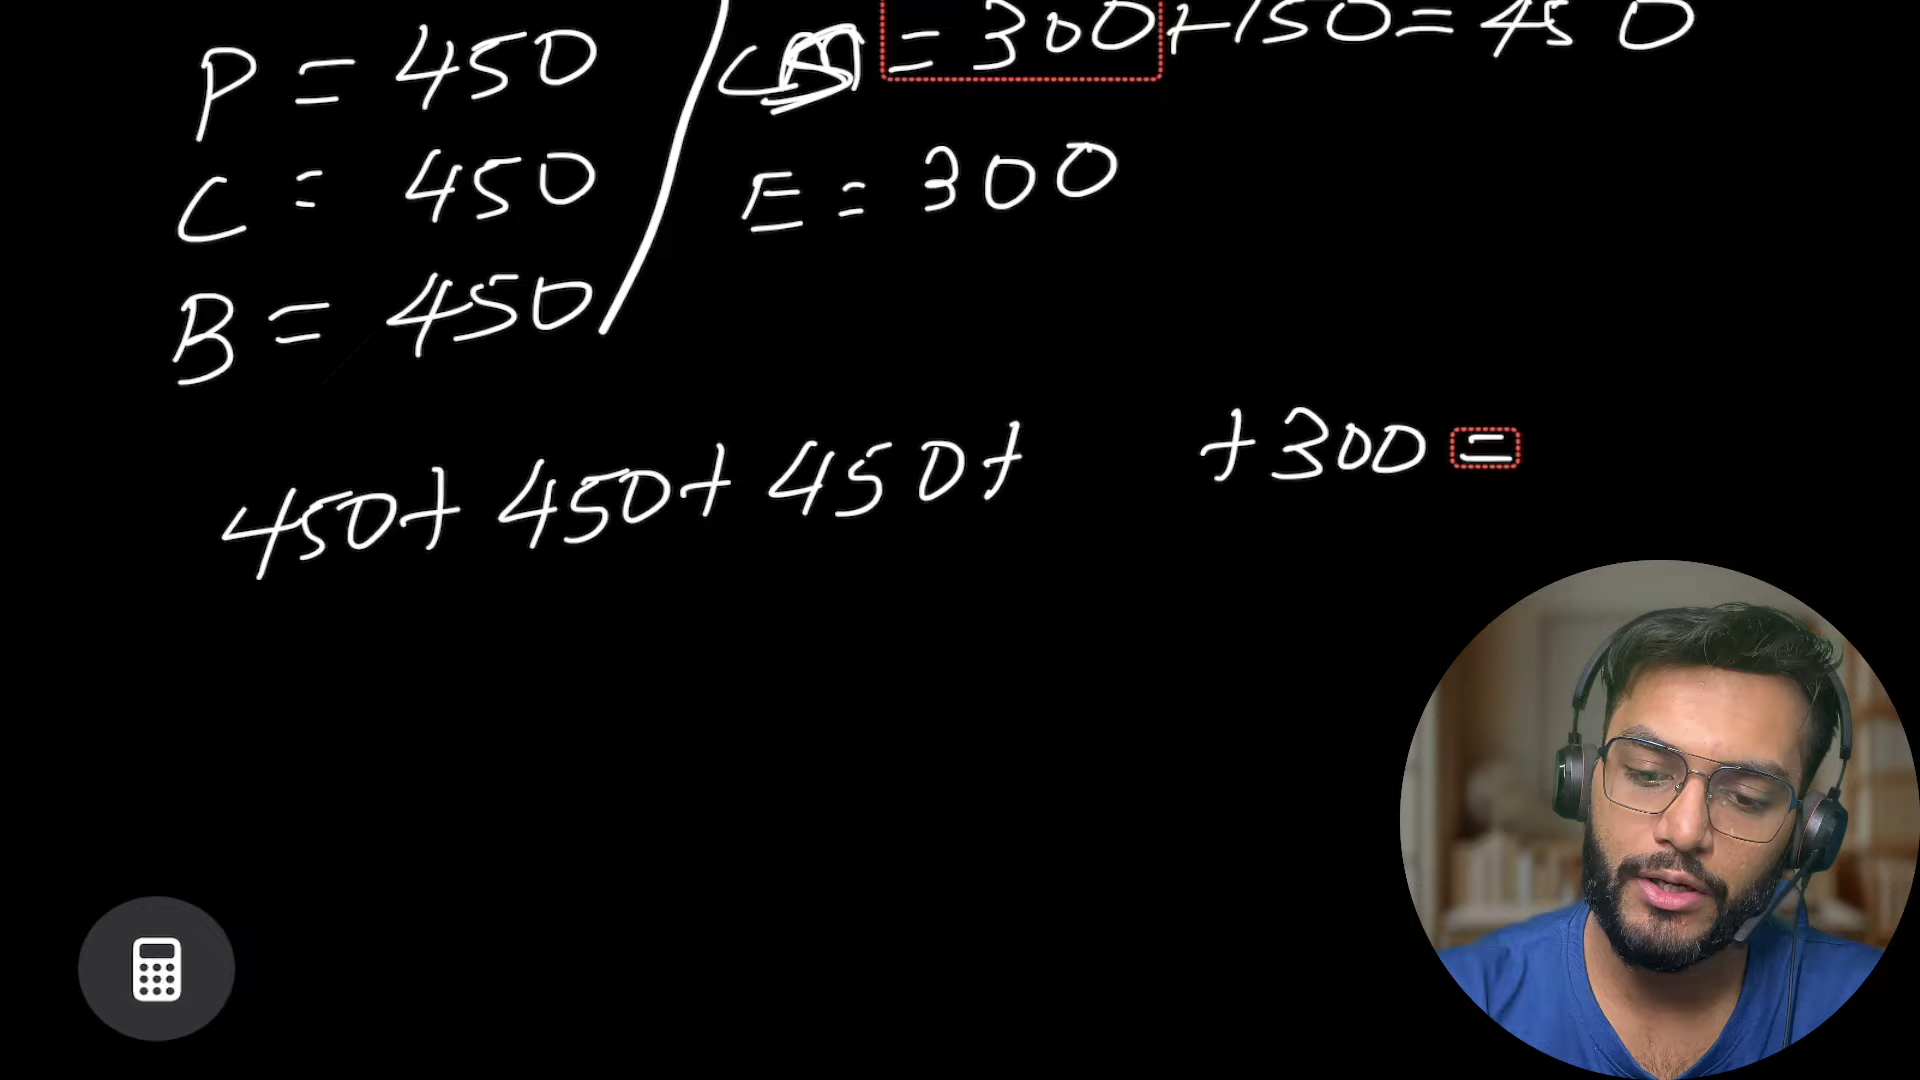 P = 450
C = 450
B = 450
= 300 + 150 = 450
E = 300
450 + 450 + 450 + + 300 =